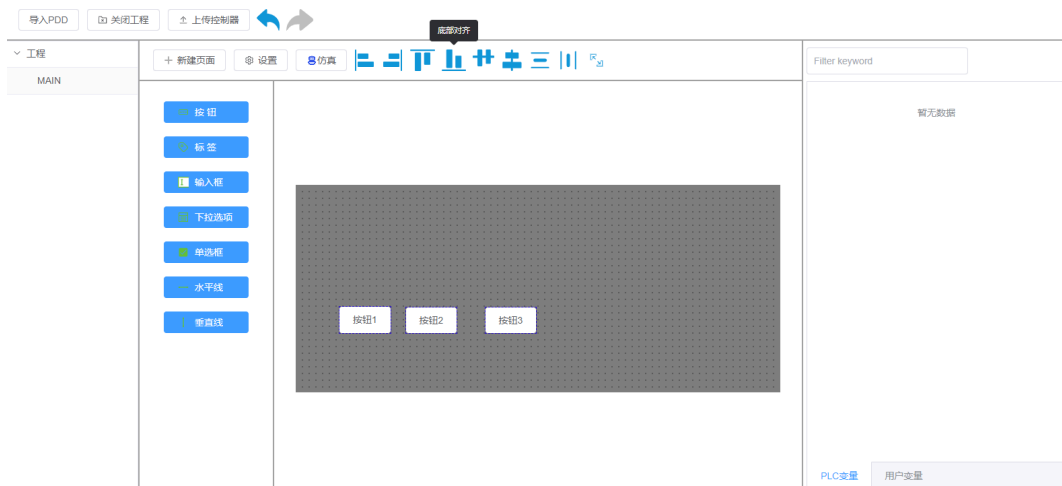 导入PDD 关闭工程 上传控制器
底部对齐
工程
MAIN
新建页面 设置 仿真
Filter keyword
暂无数据
按钮
标签
输入框
下拉选项
单选框
水平线
垂直线
按钮1 按钮2 按钮3
PLC变量 用户变量